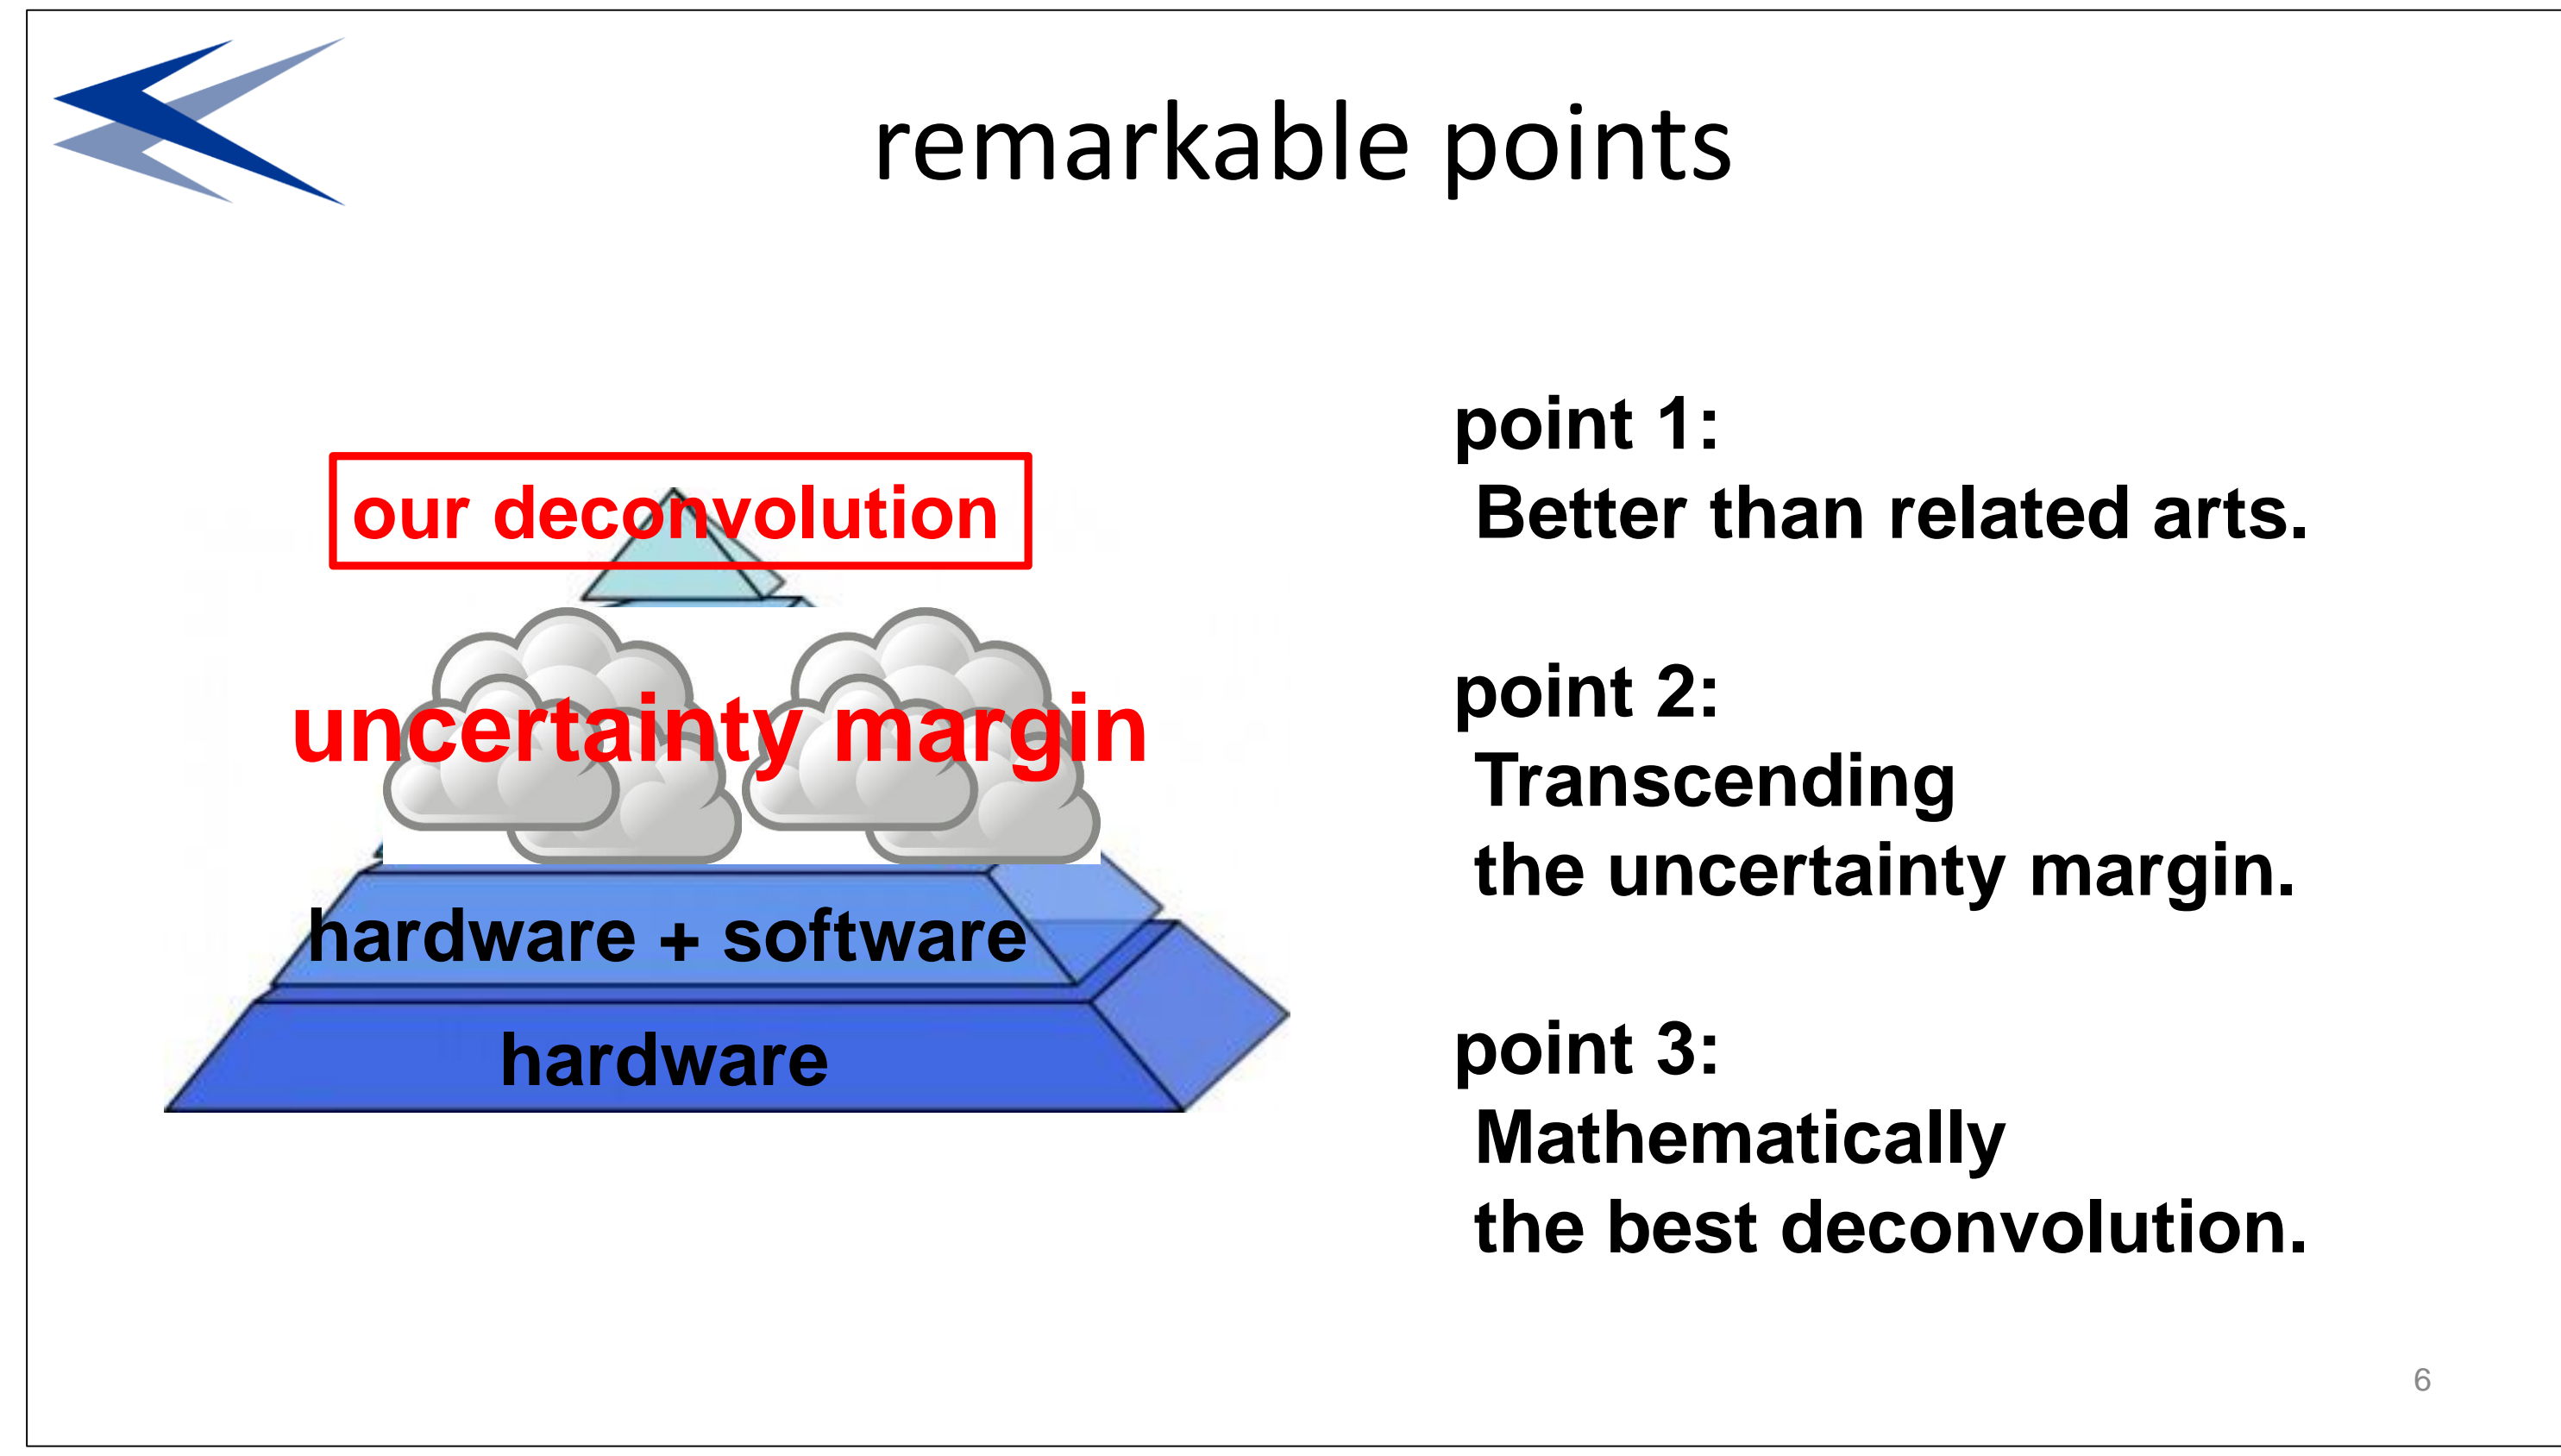 remarkable points
our deconvolution
uncertainty margin
hardware + software
hardware
point 1:
Better than related arts.
point 2:
Transcending
the uncertainty margin.
point 3:
Mathematically
the best deconvolution.
6